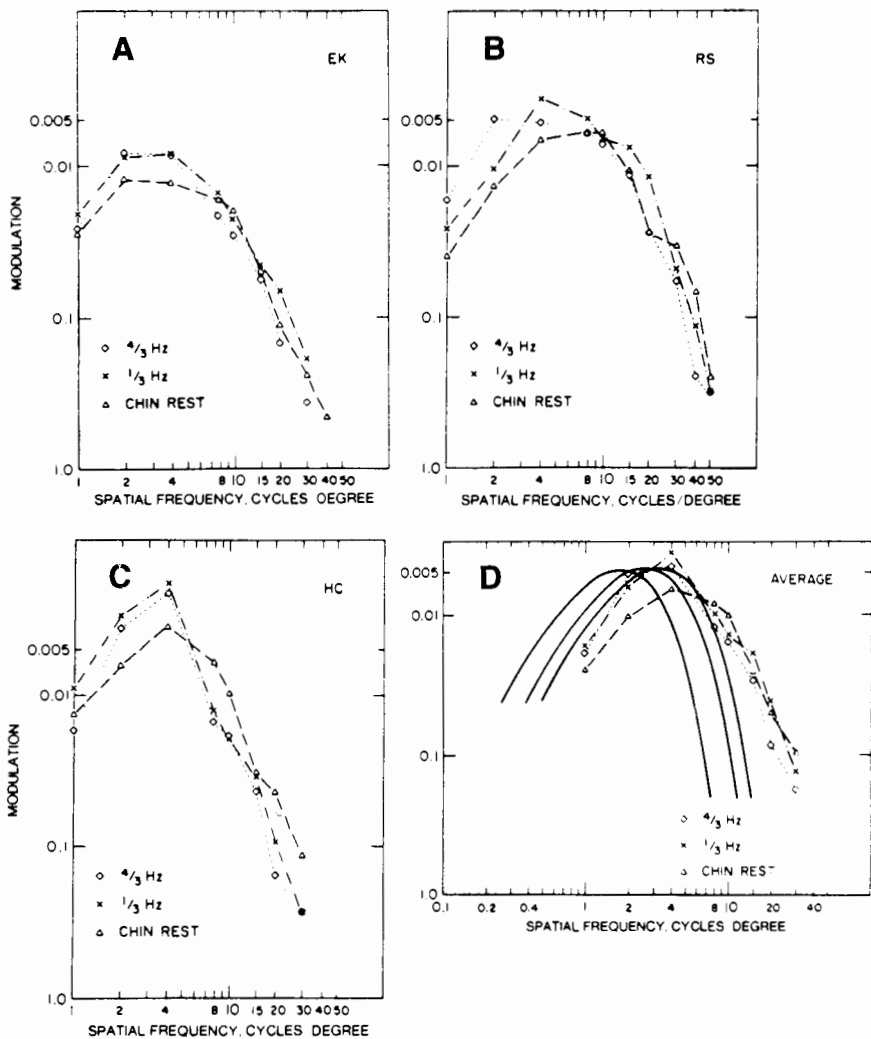 A
EK
0.005
0.01
0.1
1.0
MODULATION
◇ 4/3 Hz
× 1/3 Hz
△ CHIN REST
1 2 4 8 10 15 20 30 40 50
SPATIAL FREQUENCY, CYCLES DEGREE
B
RS
0.005
0.01
0.1
1.0
◇ 4/3 Hz
× 1/3 Hz
△ CHIN REST
1 2 4 8 10 15 20 30 40 50
SPATIAL FREQUENCY, CYCLES/DEGREE
C
HC
0.005
0.01
0.1
1.0
MODULATION
◇ 4/3 Hz
× 1/3 Hz
△ CHIN REST
1 2 4 8 10 15 20 30 40 50
SPATIAL FREQUENCY, CYCLES DEGREE
D
AVERAGE
0.005
0.01
0.1
1.0
◇ 4/3 Hz
× 1/3 Hz
△ CHIN REST
0.1 0.2 0.4 1 2 4 8 10 20 40
SPATIAL FREQUENCY, CYCLES DEGREE